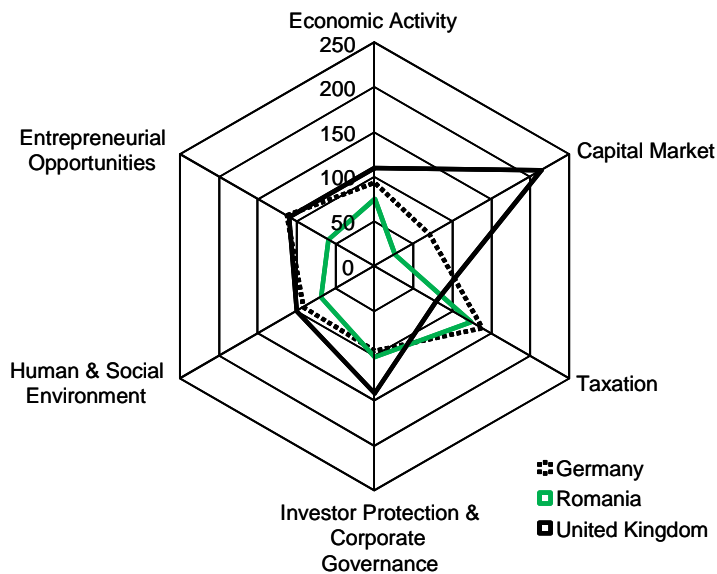 Economic Activity
250
200
150
100
50
0
Entrepreneurial
Opportunities
Capital Market
Human & Social
Environment
Taxation
Investor Protection &
Corporate
Governance
Germany
Romania
United Kingdom